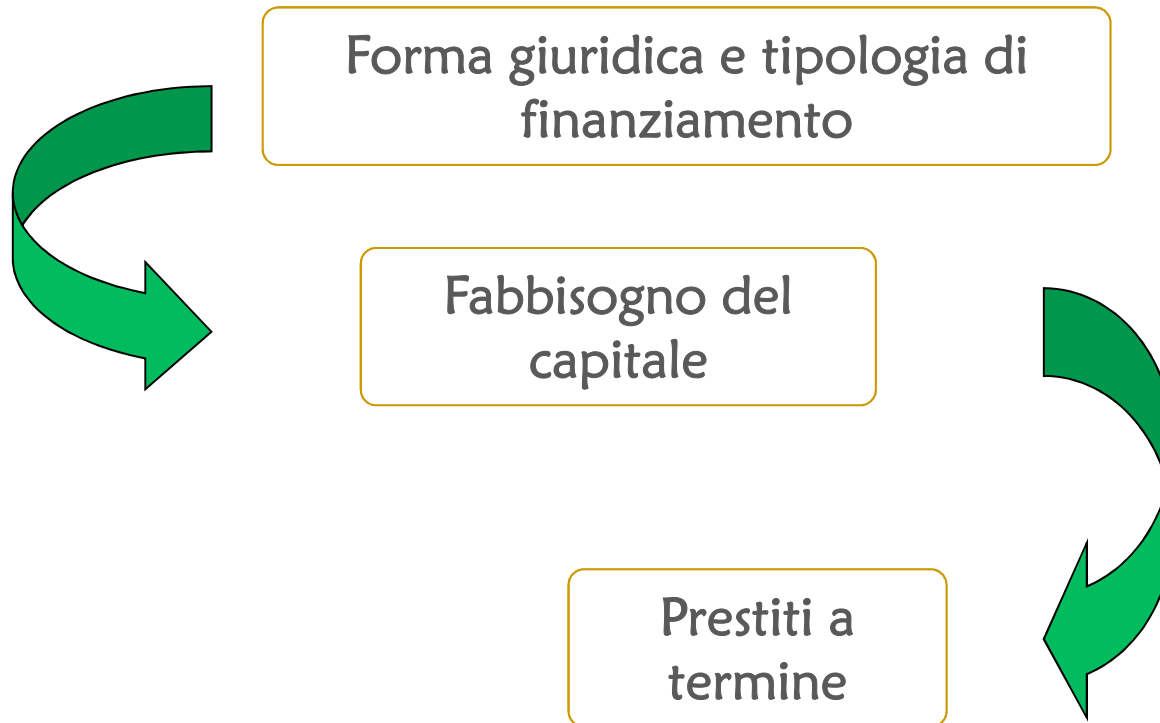 Forma giuridica e tipologia di
finanziamento
Fabbisogno del
capitale
Prestiti a
termine